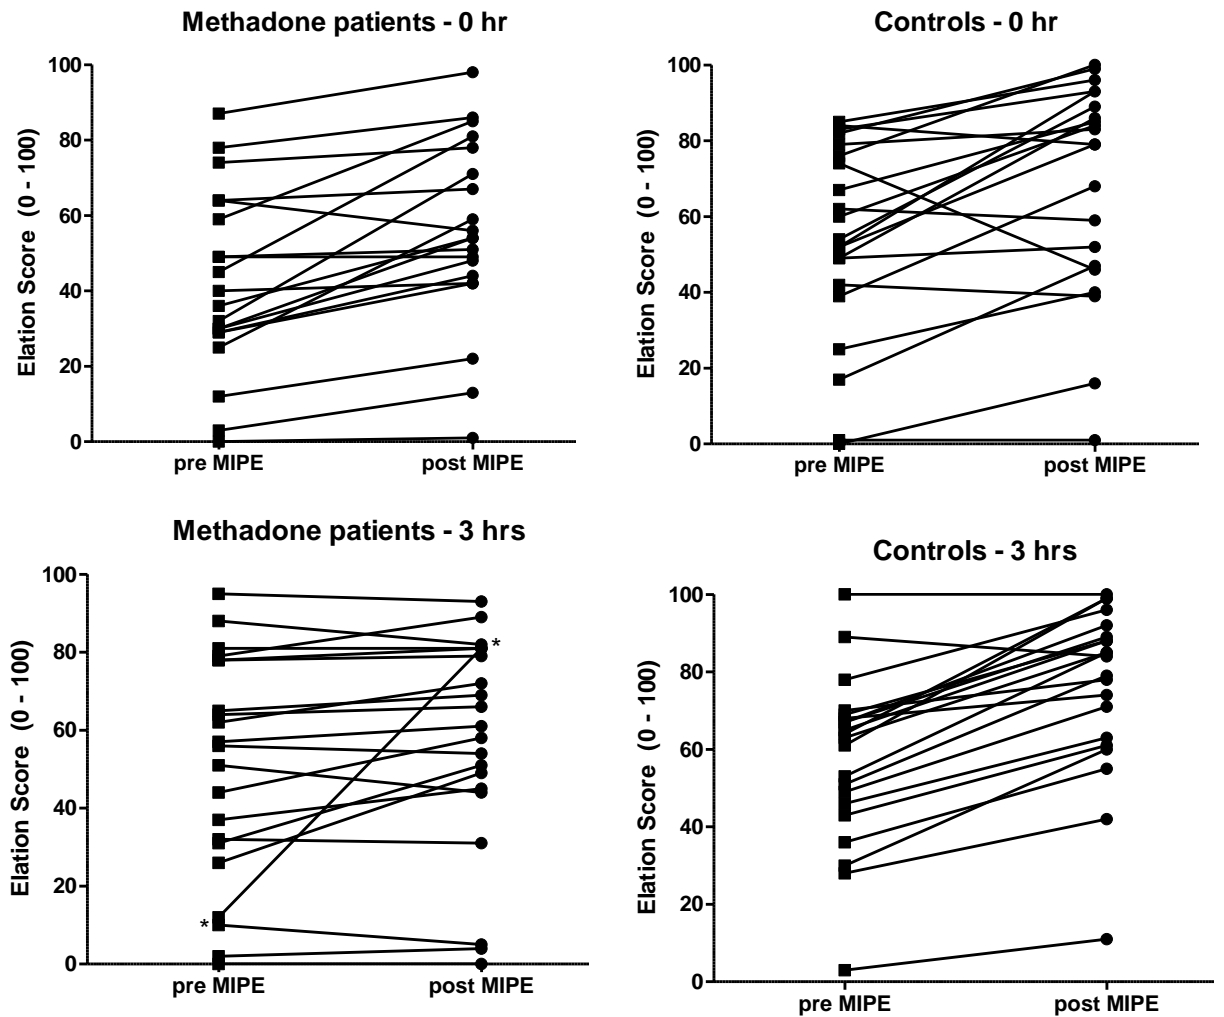 Methadone patients - 0 hr
Elation Score (0 - 100)
100
80
60
40
20
0
pre MIPE
post MIPE
Controls - 0 hr
Elation Score (0 - 100)
100
80
60
40
20
0
pre MIPE
post MIPE
Methadone patients - 3 hrs
Elation Score (0 - 100)
100
80
60
40
20
0
*
*
pre MIPE
post MIPE
Controls - 3 hrs
Elation Score (0 - 100)
100
80
60
40
20
0
pre MIPE
post MIPE